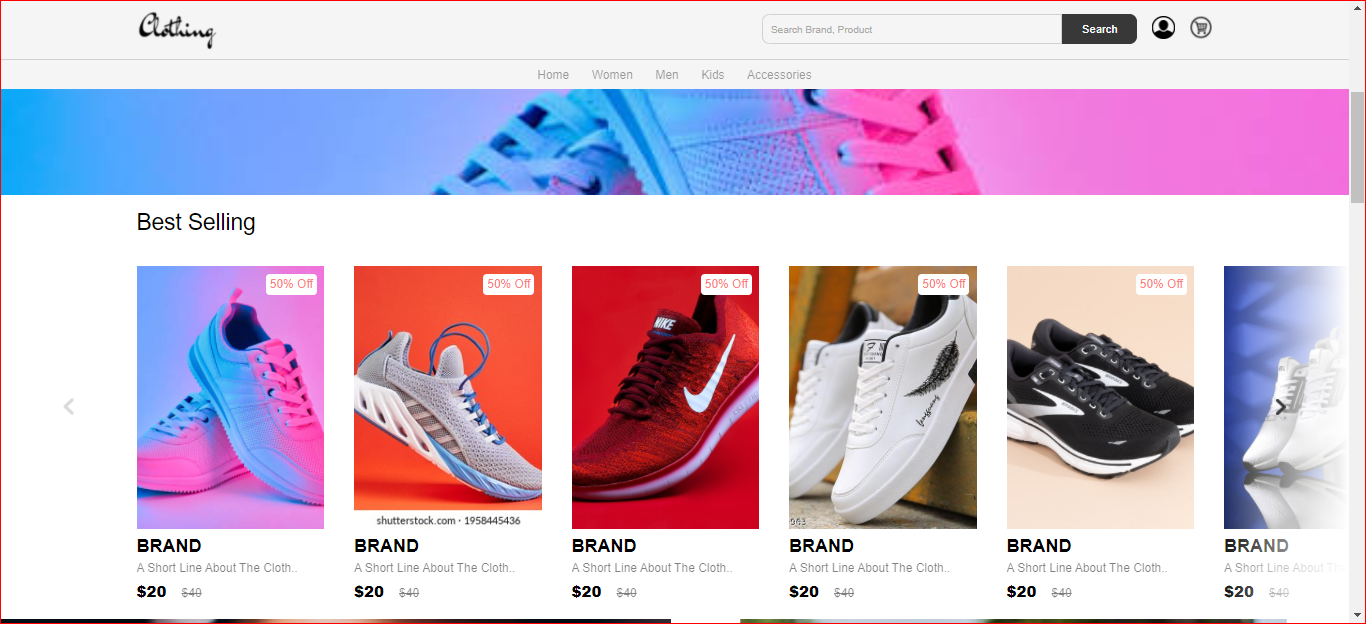 Clothing
Search Brand, Product
Search
Home Women Men Kids Accessories
Best Selling
50% Off 50% Off 50% Off 50% Off 50% Off
NIKE
shutterstock.com · 1958445436
063
BRAND BRAND BRAND BRAND BRAND BRAND
A Short Line About The Cloth.. A Short Line About The Cloth.. A Short Line About The Cloth.. A Short Line About The Cloth.. A Short Line About The Cloth.. A Short Line About Th
$20 $40 $20 $40 $20 $40 $20 $40 $20 $40 $20 $40